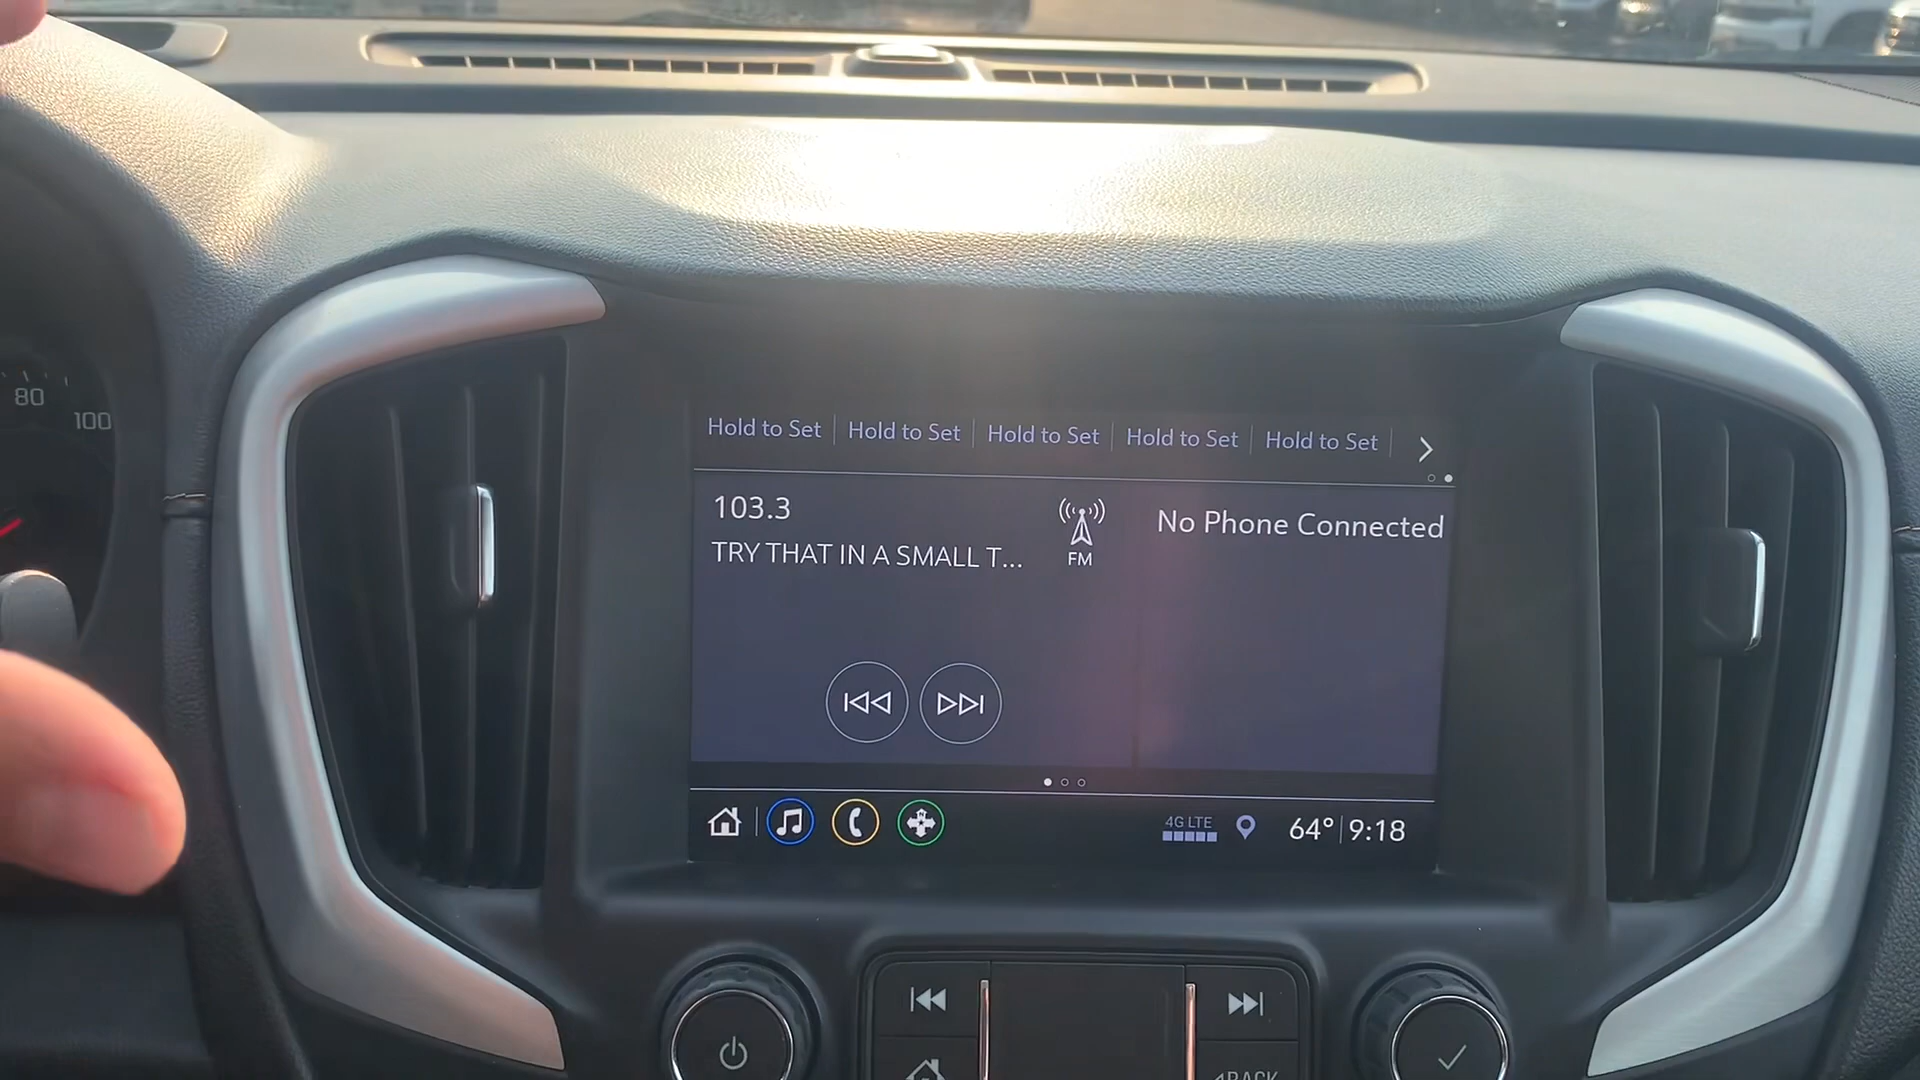 80
100
Hold to Set Hold to Set Hold to Set Hold to Set Hold to Set
103.3
TRY THAT IN A SMALL T...
FM
No Phone Connected
4G LTE
64° 9:18
BACK